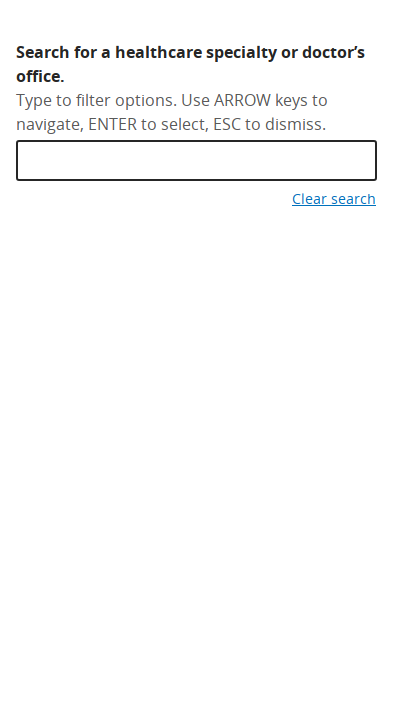 Search for a healthcare specialty or doctor’s
office.
Type to filter options. Use ARROW keys to
navigate, ENTER to select, ESC to dismiss.
Clear search